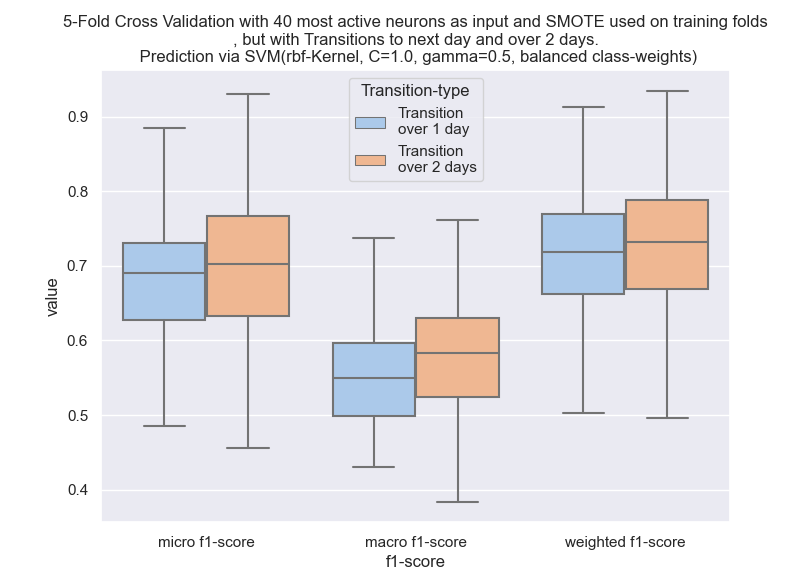 5-Fold Cross Validation with 40 most active neurons as input and SMOTE used on training folds
, but with Transitions to next day and over 2 days.
Prediction via SVM(rbf-Kernel, C=1.0, gamma=0.5, balanced class-weights)
Transition-type
Transition
over 1 day
Transition
over 2 days
value
0.9
0.8
0.7
0.6
0.5
0.4
micro f1-score
macro f1-score
weighted f1-score
f1-score